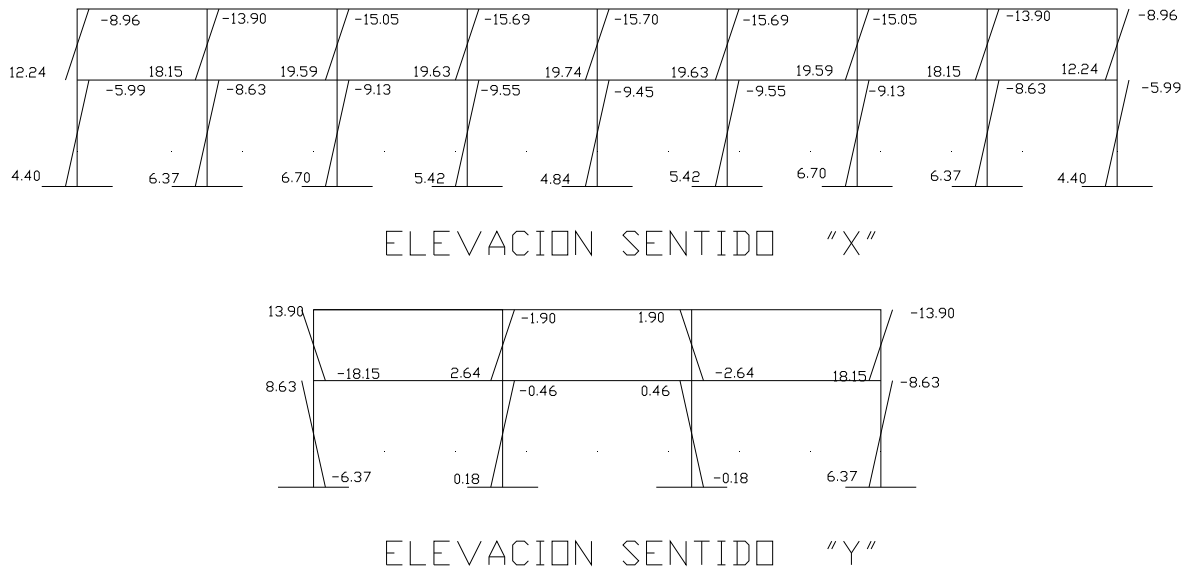 -8.96 -13.90 -15.05 -15.69 -15.70 -15.69 -15.05 -13.90 -8.96
12.24 18.15 19.59 19.63 19.74 19.63 19.59 18.15 12.24
-5.99 -8.63 -9.13 -9.55 -9.45 -9.55 -9.13 -8.63 -5.99
4.40 6.37 6.70 5.42 4.84 5.42 6.70 6.37 4.40
ELEVACION SENTIDO "X"
13.90 -1.90 1.90 -13.90
-18.15 2.64 -2.64 18.15
8.63 -0.46 0.46 -8.63
-6.37 0.18 -0.18 6.37
ELEVACION SENTIDO "Y"